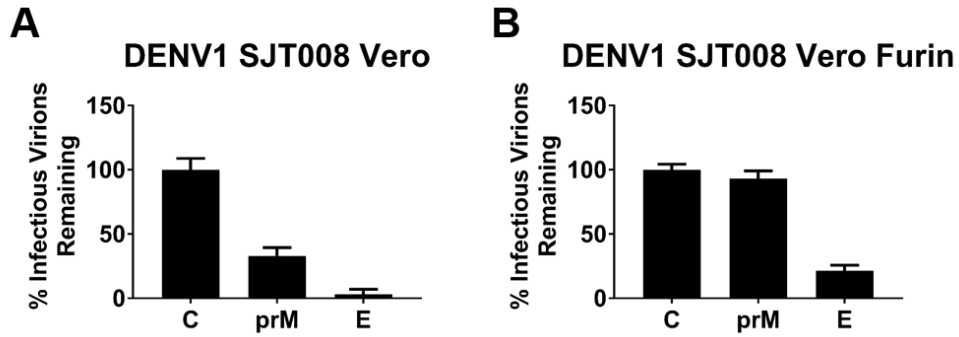 A
DENV1 SJT008 Vero
% Infectious Virions
Remaining
150
100
50
0
C prM E
B
DENV1 SJT008 Vero Furin
% Infectious Virions
Remaining
150
100
50
0
C prM E